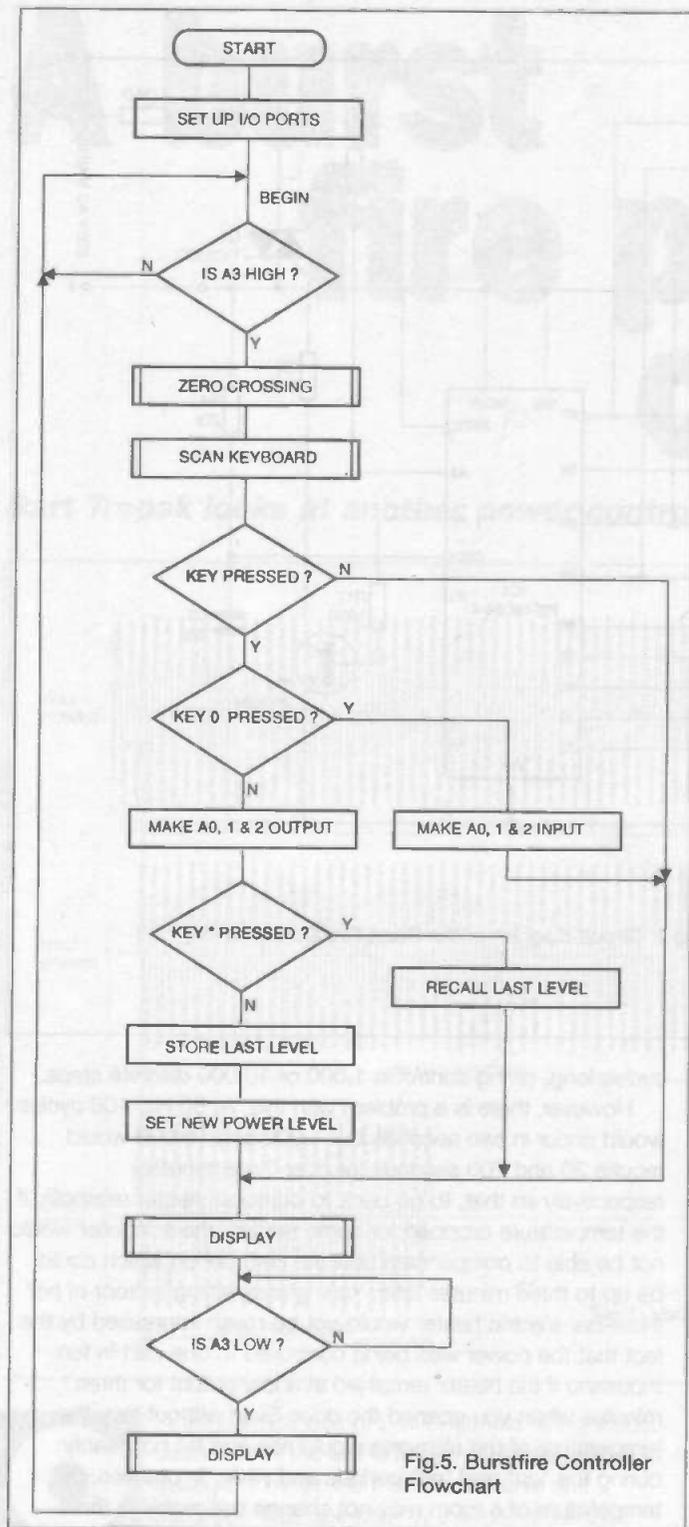 START
SET UP I/O PORTS
BEGIN
N
IS A3 HIGH ?
Y
ZERO CROSSING
SCAN KEYBOARD
KEY PRESSED ?
N
Y
KEY 0 PRESSED ?
Y
N
MAKE A0, 1 & 2 OUTPUT
MAKE A0, 1 & 2 INPUT
KEY * PRESSED ?
Y
N
RECALL LAST LEVEL
STORE LAST LEVEL
SET NEW POWER LEVEL
DISPLAY
IS A3 LOW ?
N
Y
DISPLAY
Fig.5. Burstfire Controller
Flowchart